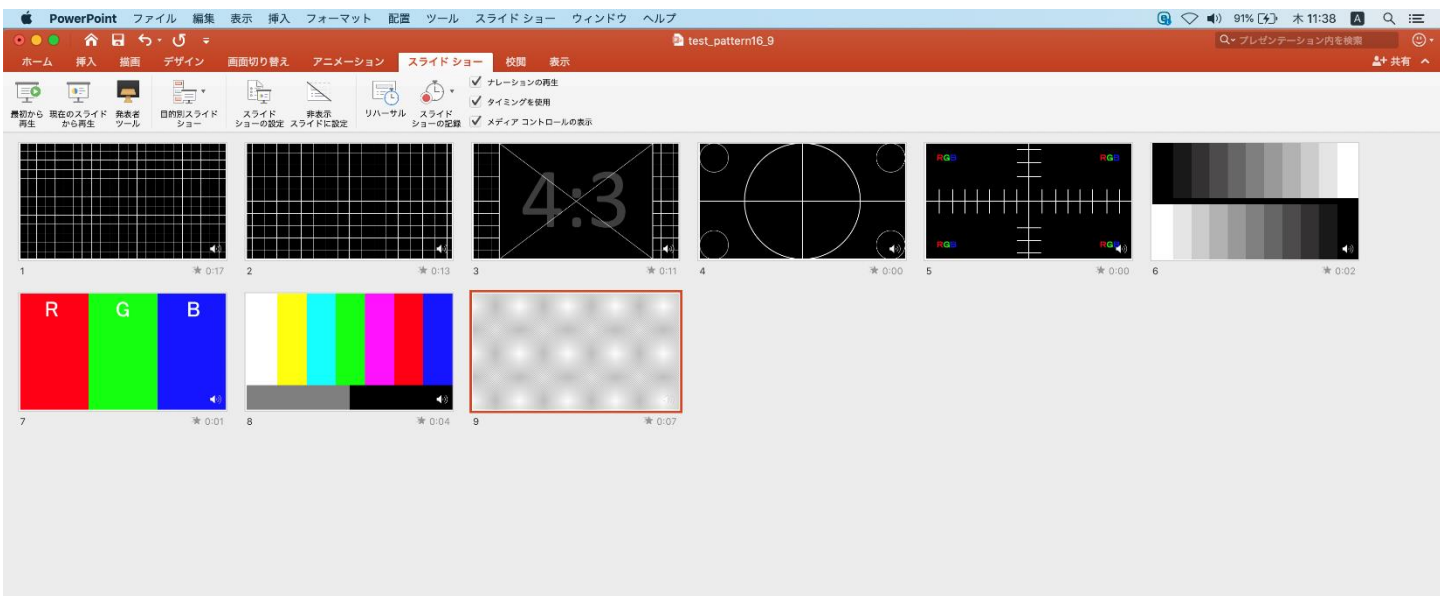 PowerPoint ファイル 編集 表示 挿入 フォーマット 配置 ツール スライド ショー ウィンドウ ヘルプ 91% 木 11:38 A
test_pattern16_9 プレゼンテーション内を検索
ホーム 挿入 描画 デザイン 画面切り替え アニメーション スライド ショー 校閲 表示 共有
最初から
再生
現在のスライド
から再生
発表者
ツール
目的別スライド
ショー
スライド
ショーの設定
非表示
スライドに設定
リハーサル
スライド
ショーの記録
ナレーションの再生
タイミングを使用
メディア コントロールの表示
4:3
RGB RGB
RGB RGB
1 0:17 2 0:13 3 0:11 4 0:00 5 0:00 6 0:02
R G B
7 0:01 8 0:04 9 0:07